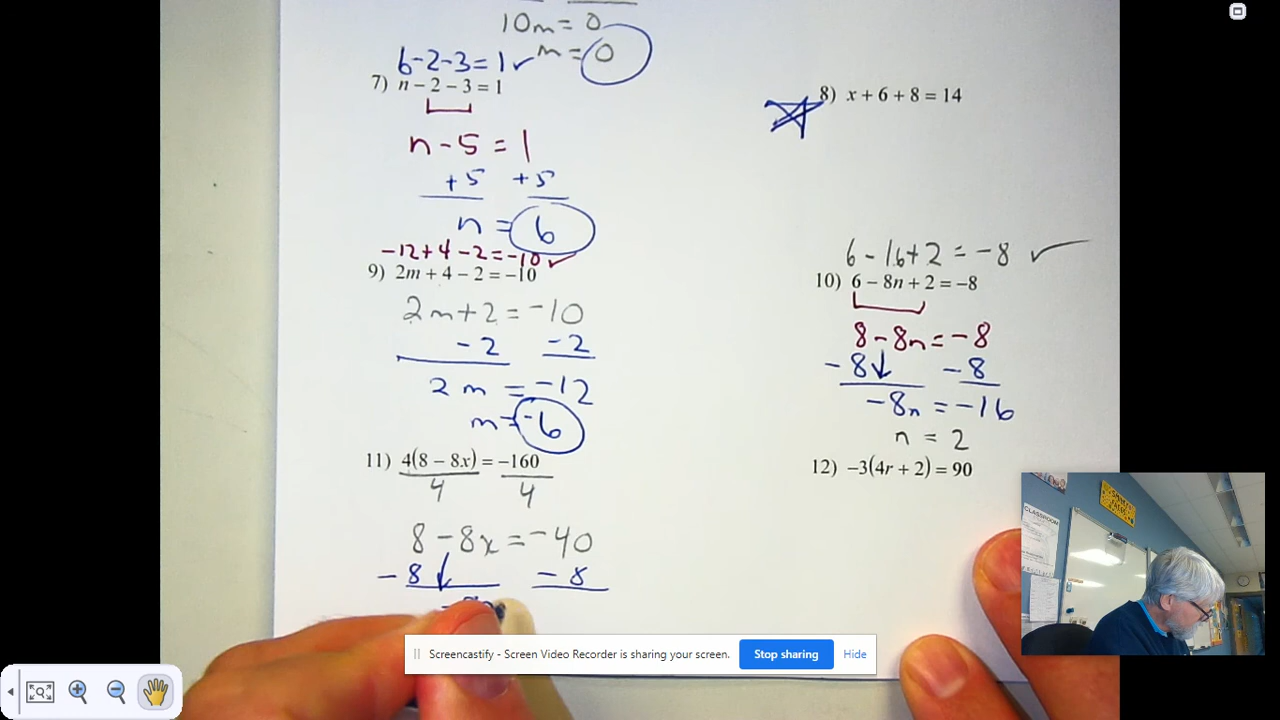 10m = 0
m = 0
6-2-3=1✓
7) n − 2 − 3 = 1
n - 5 = 1
+5 +5
n = 6
-12+4-2=-10✓
9) 2m + 4 − 2 = −10
2m+2=-10
-2 -2
2m = -12
m=-6
11) 4(8 − 8x) = −160
4 4
8-8x=-40
-8↓ -8
8) x + 6 + 8 = 14
6-16+2=-8 ✓
10) 6 − 8n + 2 = −8
8-8n=-8
-8↓ -8
-8n=-16
n = 2
12) −3(4r + 2) = 90
CLASSROOM
Screencastify - Screen Video Recorder is sharing your screen.
Stop sharing
Hide